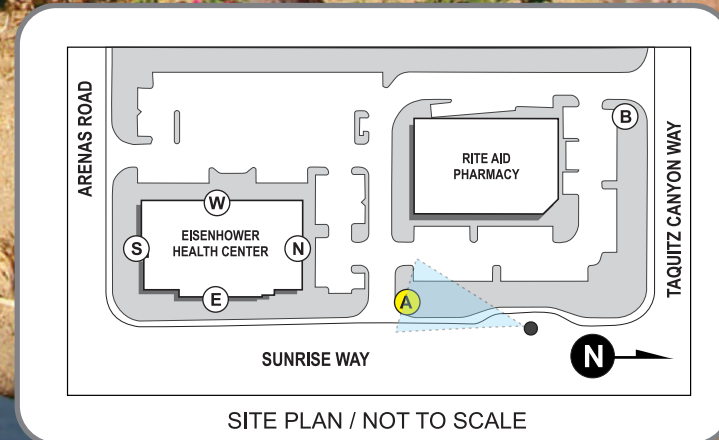 ARENAS ROAD
B
RITE AID
PHARMACY
TAQUITZ CANYON WAY
W
EISENHOWER
HEALTH CENTER
S
N
E
A
SUNRISE WAY
N
SITE PLAN / NOT TO SCALE